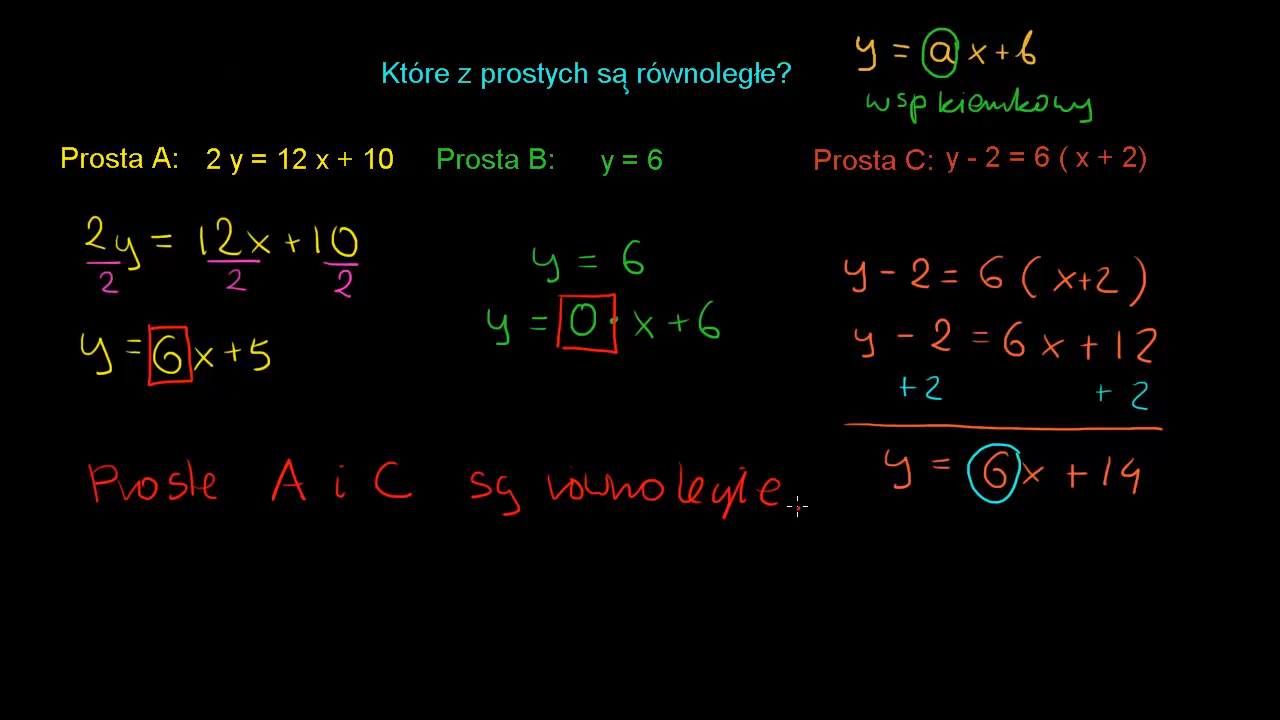 y = a x + b
Które z prostych są równoległe?
wsp kierunkowy
Prosta A: 2 y = 12 x + 10
Prosta B: y = 6
Prosta C: y - 2 = 6 ( x + 2)
2y = 12x + 10
2 2 2
y = 6x + 5
y = 6
y = 0 · x + 6
y - 2 = 6 ( x+2 )
y - 2 = 6x + 12
+2 +2
y = 6x + 14
Proste A i C są równoległe.